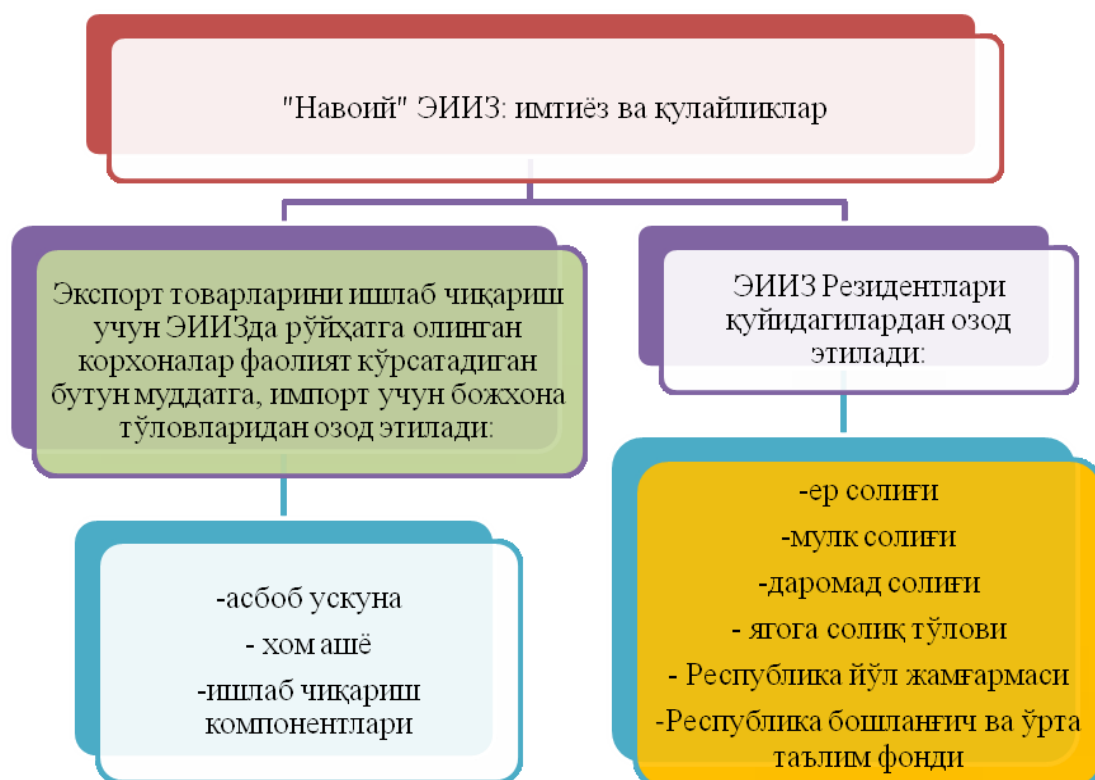 "Навоий" ЭИИЗ: имтиёз ва қулайликлар
Экспорт товарларини ишлаб чиқариш
учун ЭИИЗда рўйҳатга олинган
корхоналар фаолият кўрсатадиган
бутун муддатга, импорт учун божхона
тўловларидан озод этилади:
-асбоб ускуна
- хом ашё
-ишлаб чиқариш
компонентлари
ЭИИЗ Резидентлари
қуйидагилардан озод
этилади:
-ер солиғи
-мулк солиғи
-даромад солиғи
- ягога солиқ тўлови
- Республика йўл жамғармаси
-Республика бошланғич ва ўрта
таълим фонди